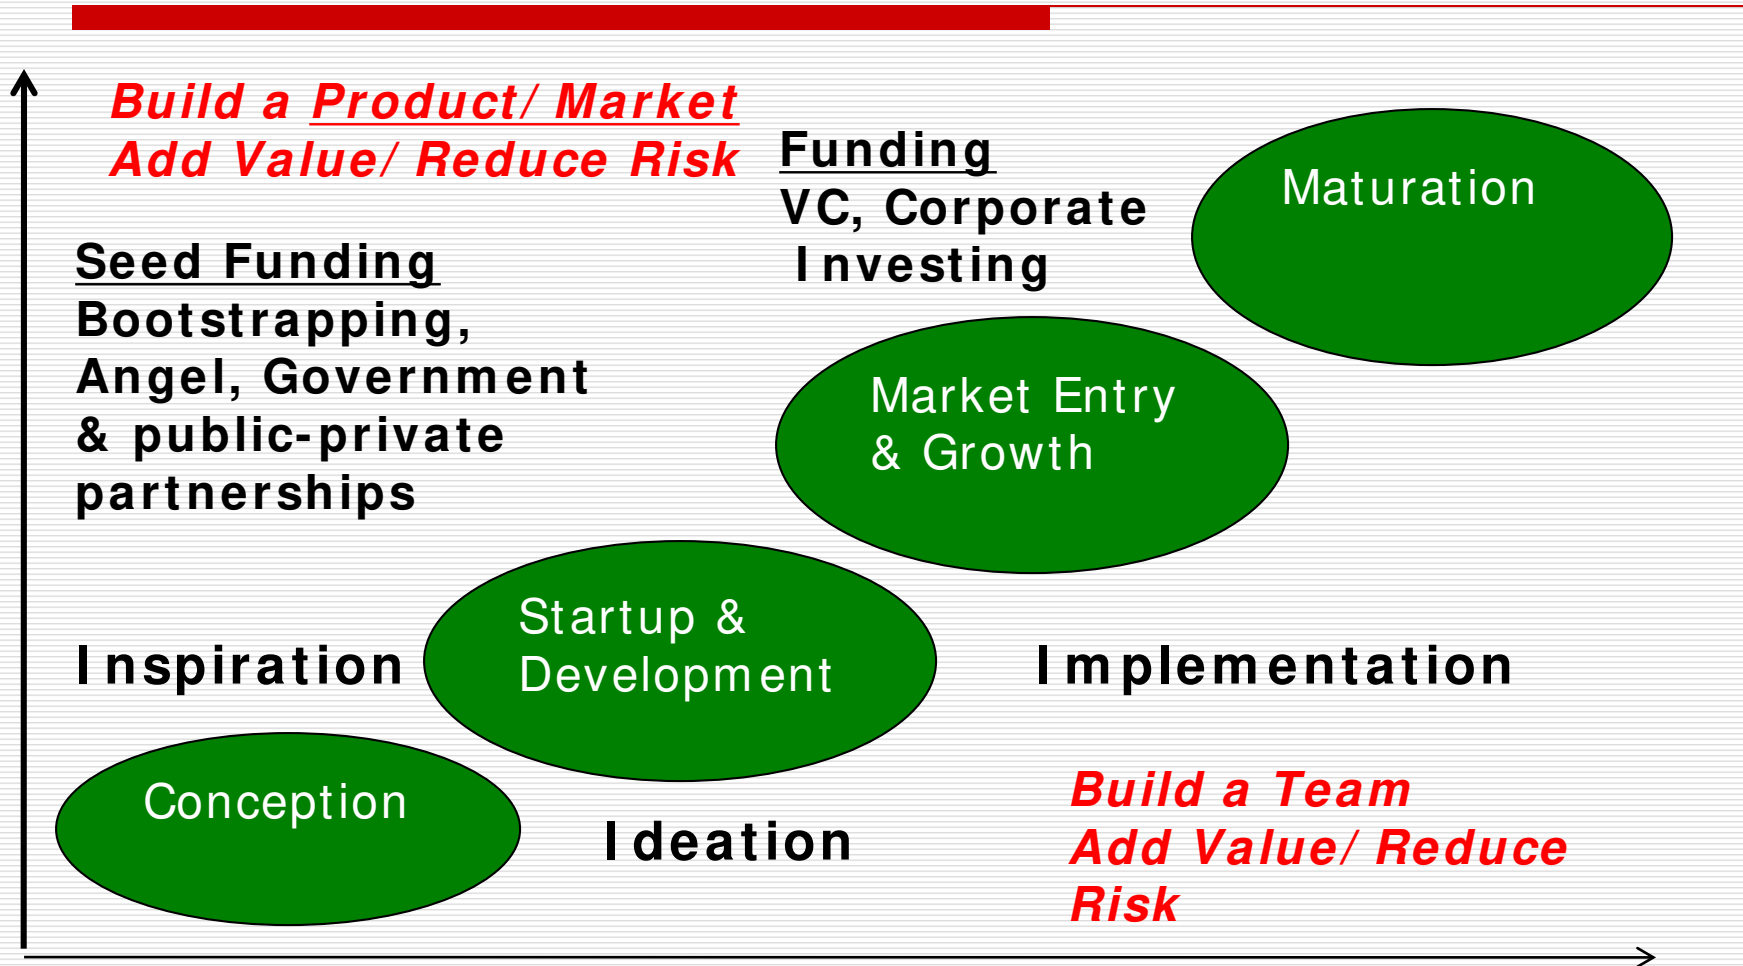 Build a Product/ Market
Add Value/ Reduce Risk
Funding
VC, Corporate
Investing
Maturation
Seed Funding
Bootstrapping,
Angel, Government
& public-private
partnerships
Market Entry
& Growth
Startup &
Development
Inspiration
Implementation
Conception
Ideation
Build a Team
Add Value/ Reduce
Risk